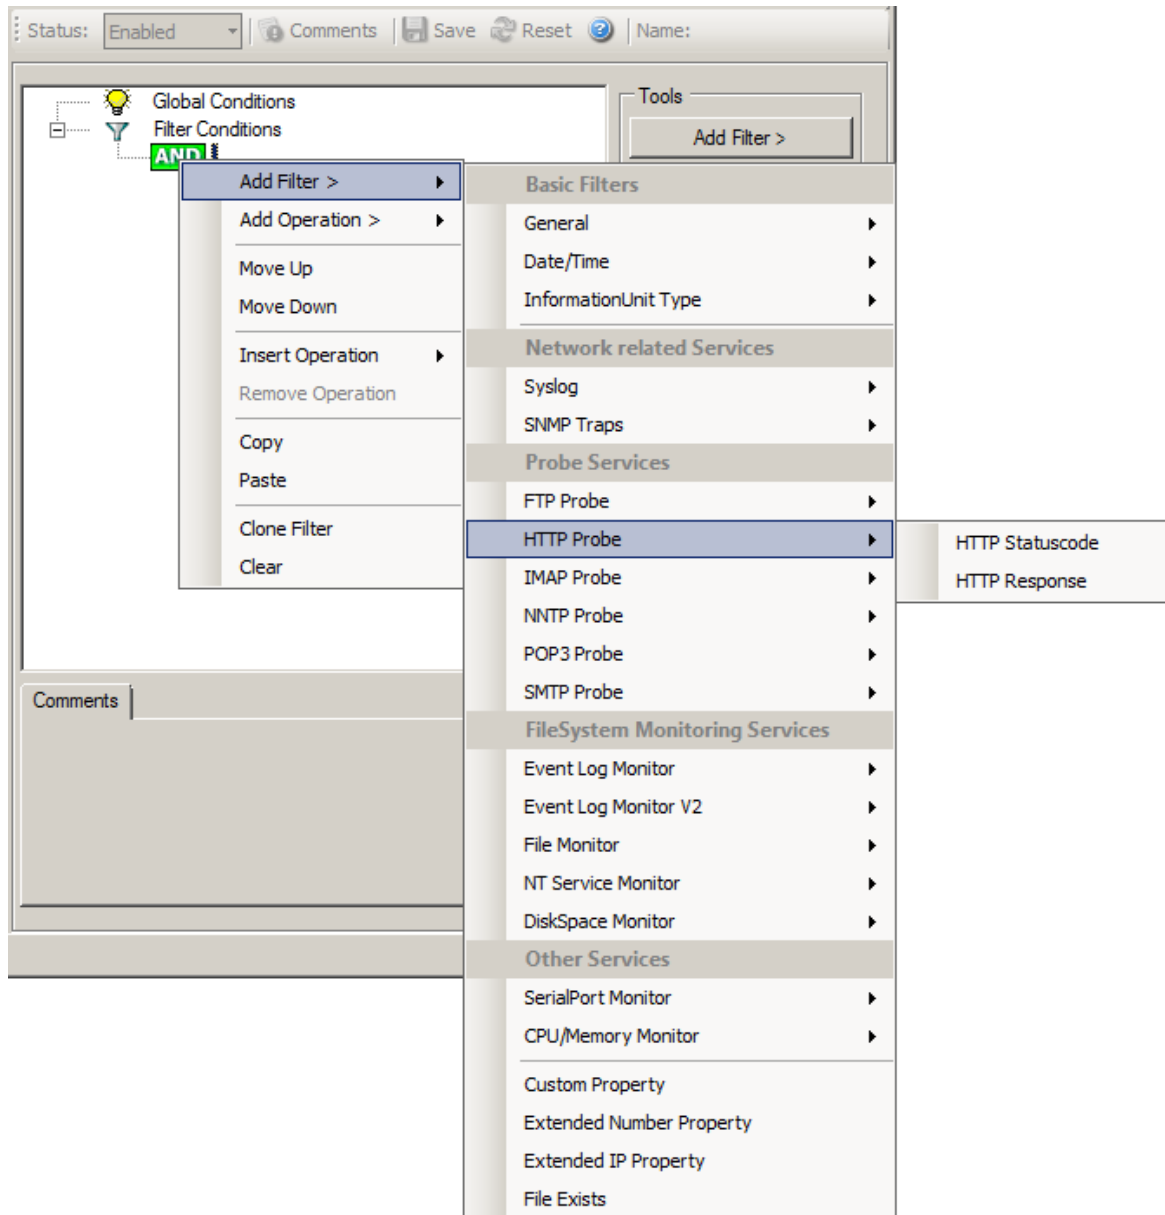 Status: Enabled Comments Save Reset Name:
Global Conditions
Filter Conditions
AND
Tools
Add Filter >
Add Filter >
Add Operation >
Move Up
Move Down
Insert Operation
Remove Operation
Copy
Paste
Clone Filter
Clear
Basic Filters
General
Date/Time
InformationUnit Type
Network related Services
Syslog
SNMP Traps
Probe Services
FTP Probe
HTTP Probe
IMAP Probe
NNTP Probe
POP3 Probe
SMTP Probe
FileSystem Monitoring Services
Event Log Monitor
Event Log Monitor V2
File Monitor
NT Service Monitor
DiskSpace Monitor
Other Services
SerialPort Monitor
CPU/Memory Monitor
Custom Property
Extended Number Property
Extended IP Property
File Exists
HTTP Statuscode
HTTP Response
Comments